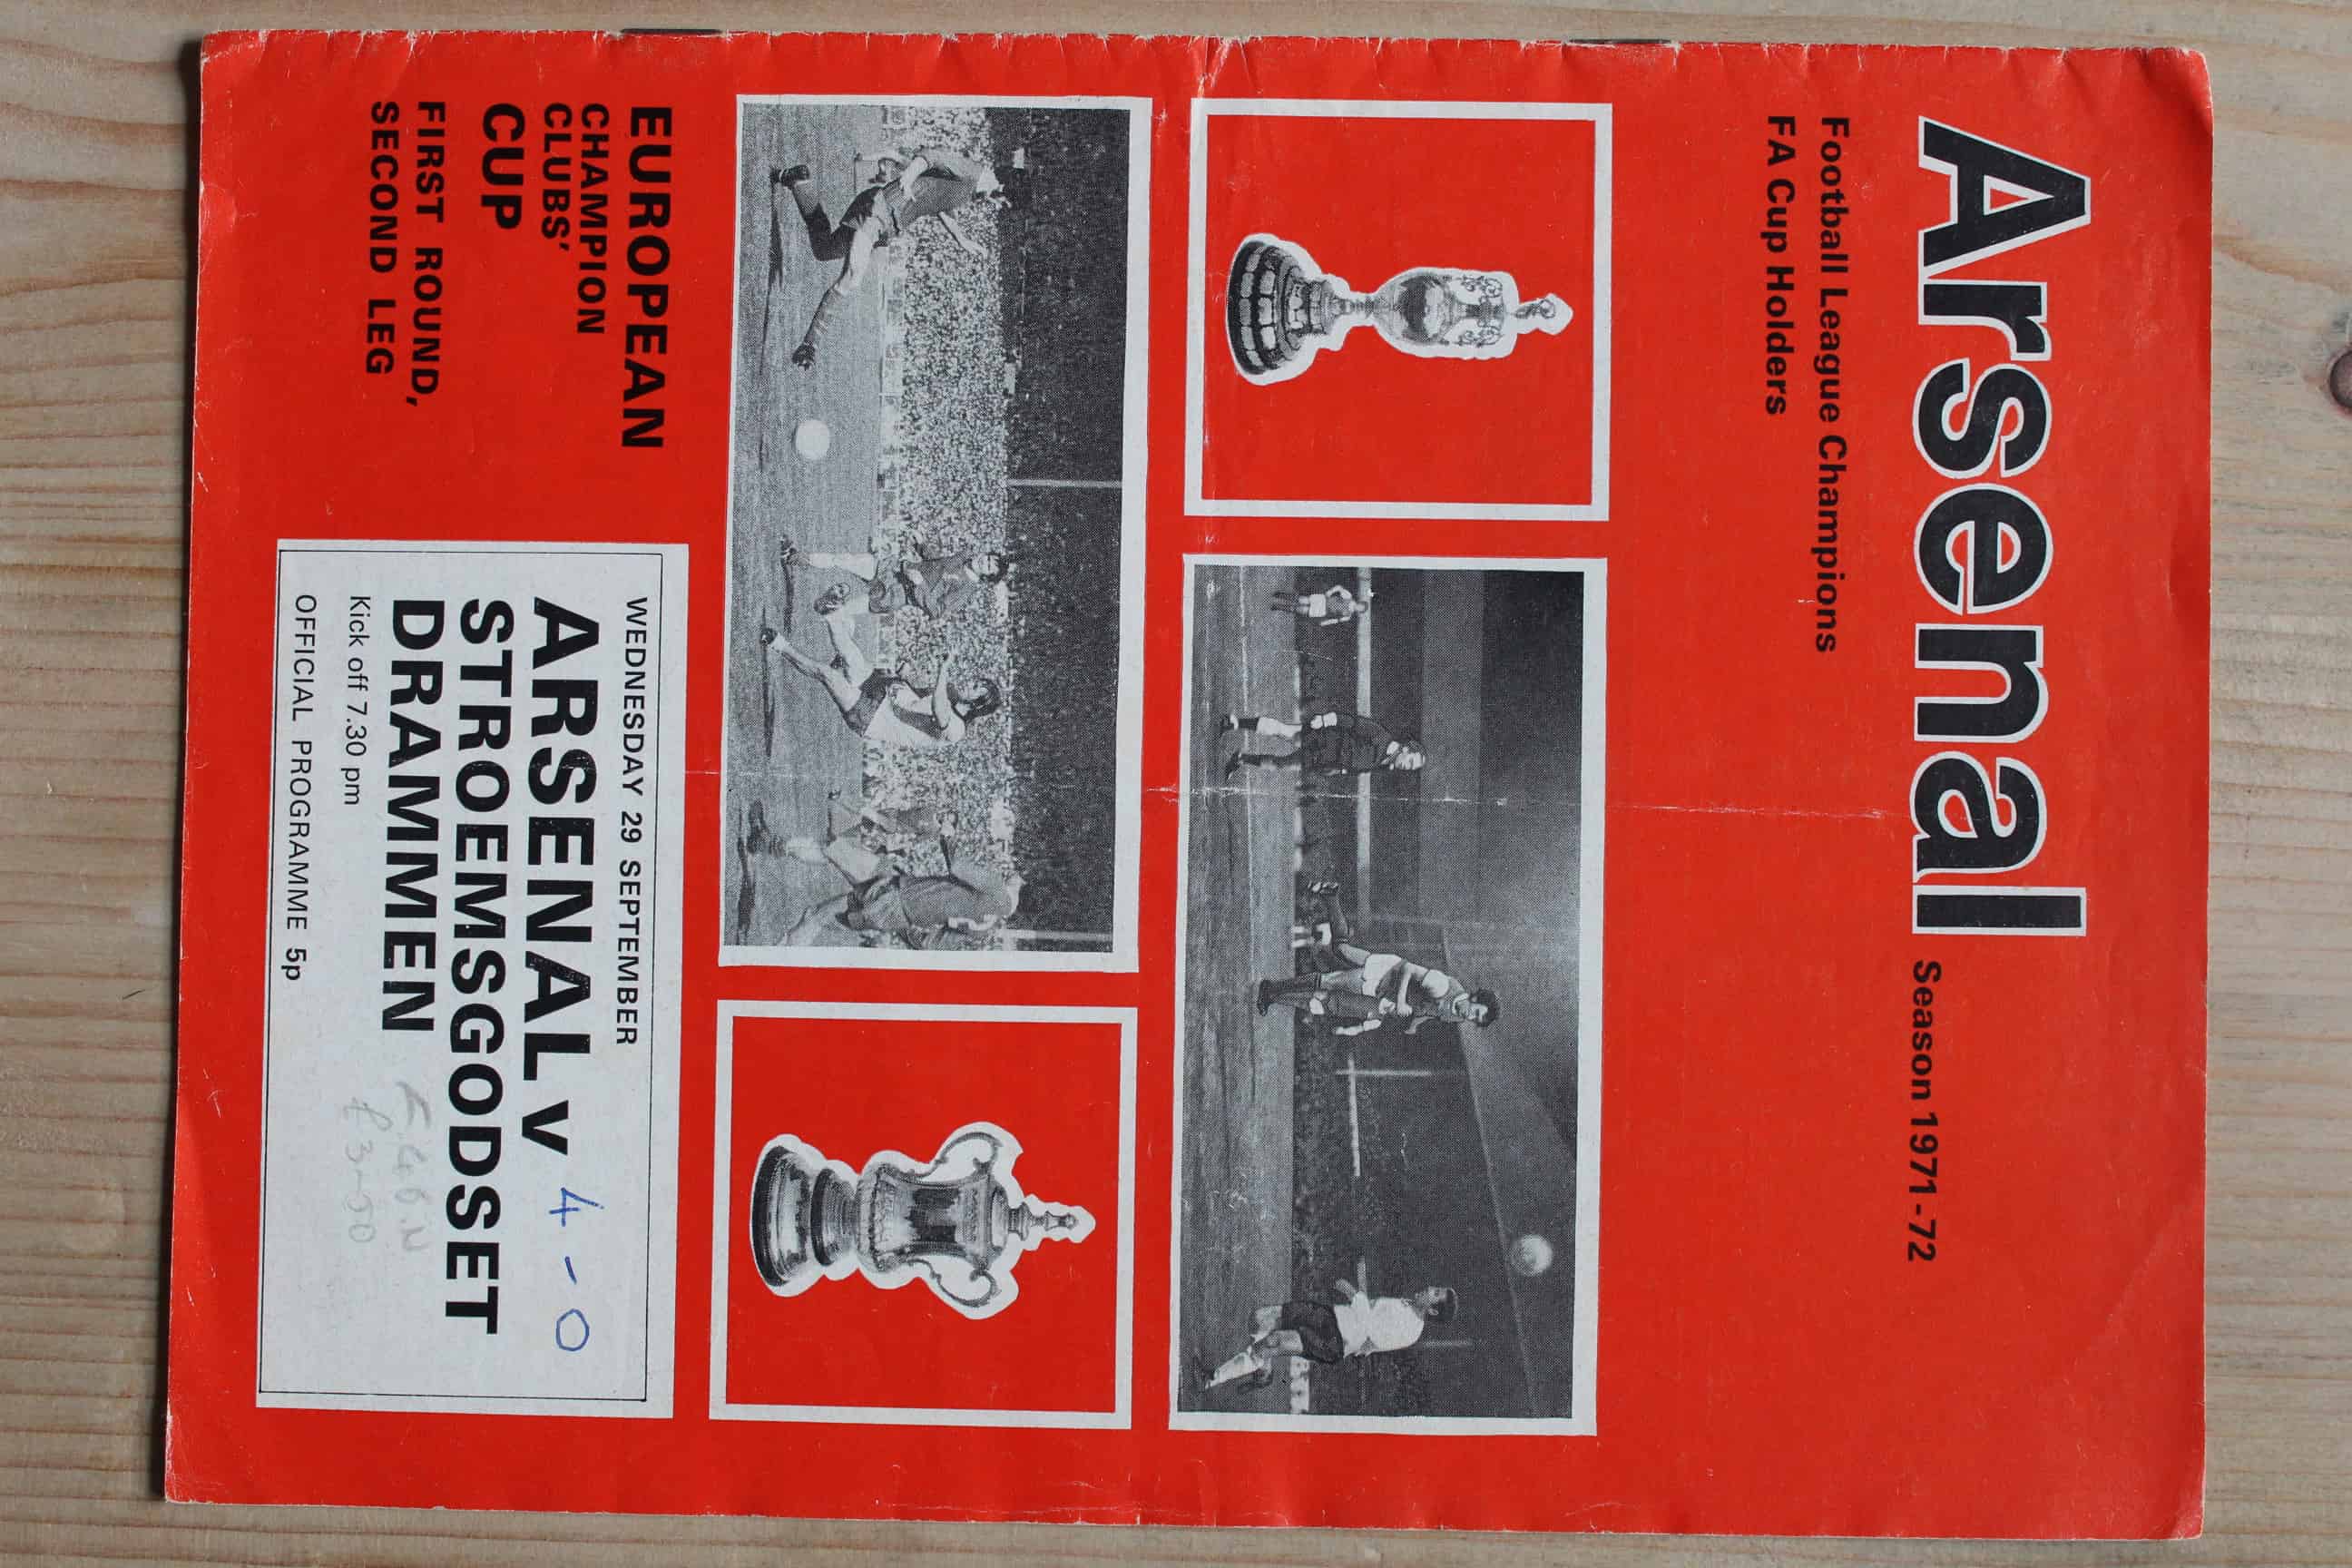 Arsenal Season 1971-72
Football League Champions
FA Cup Holders
EUROPEAN
CHAMPION
CLUBS'
CUP
FIRST ROUND,
SECOND LEG
WEDNESDAY 29 SEPTEMBER
ARSENAL v 4-0
STROEMSGODSET
DRAMMEN
Kick off 7.30 pm
OFFICIAL PROGRAMME 5p